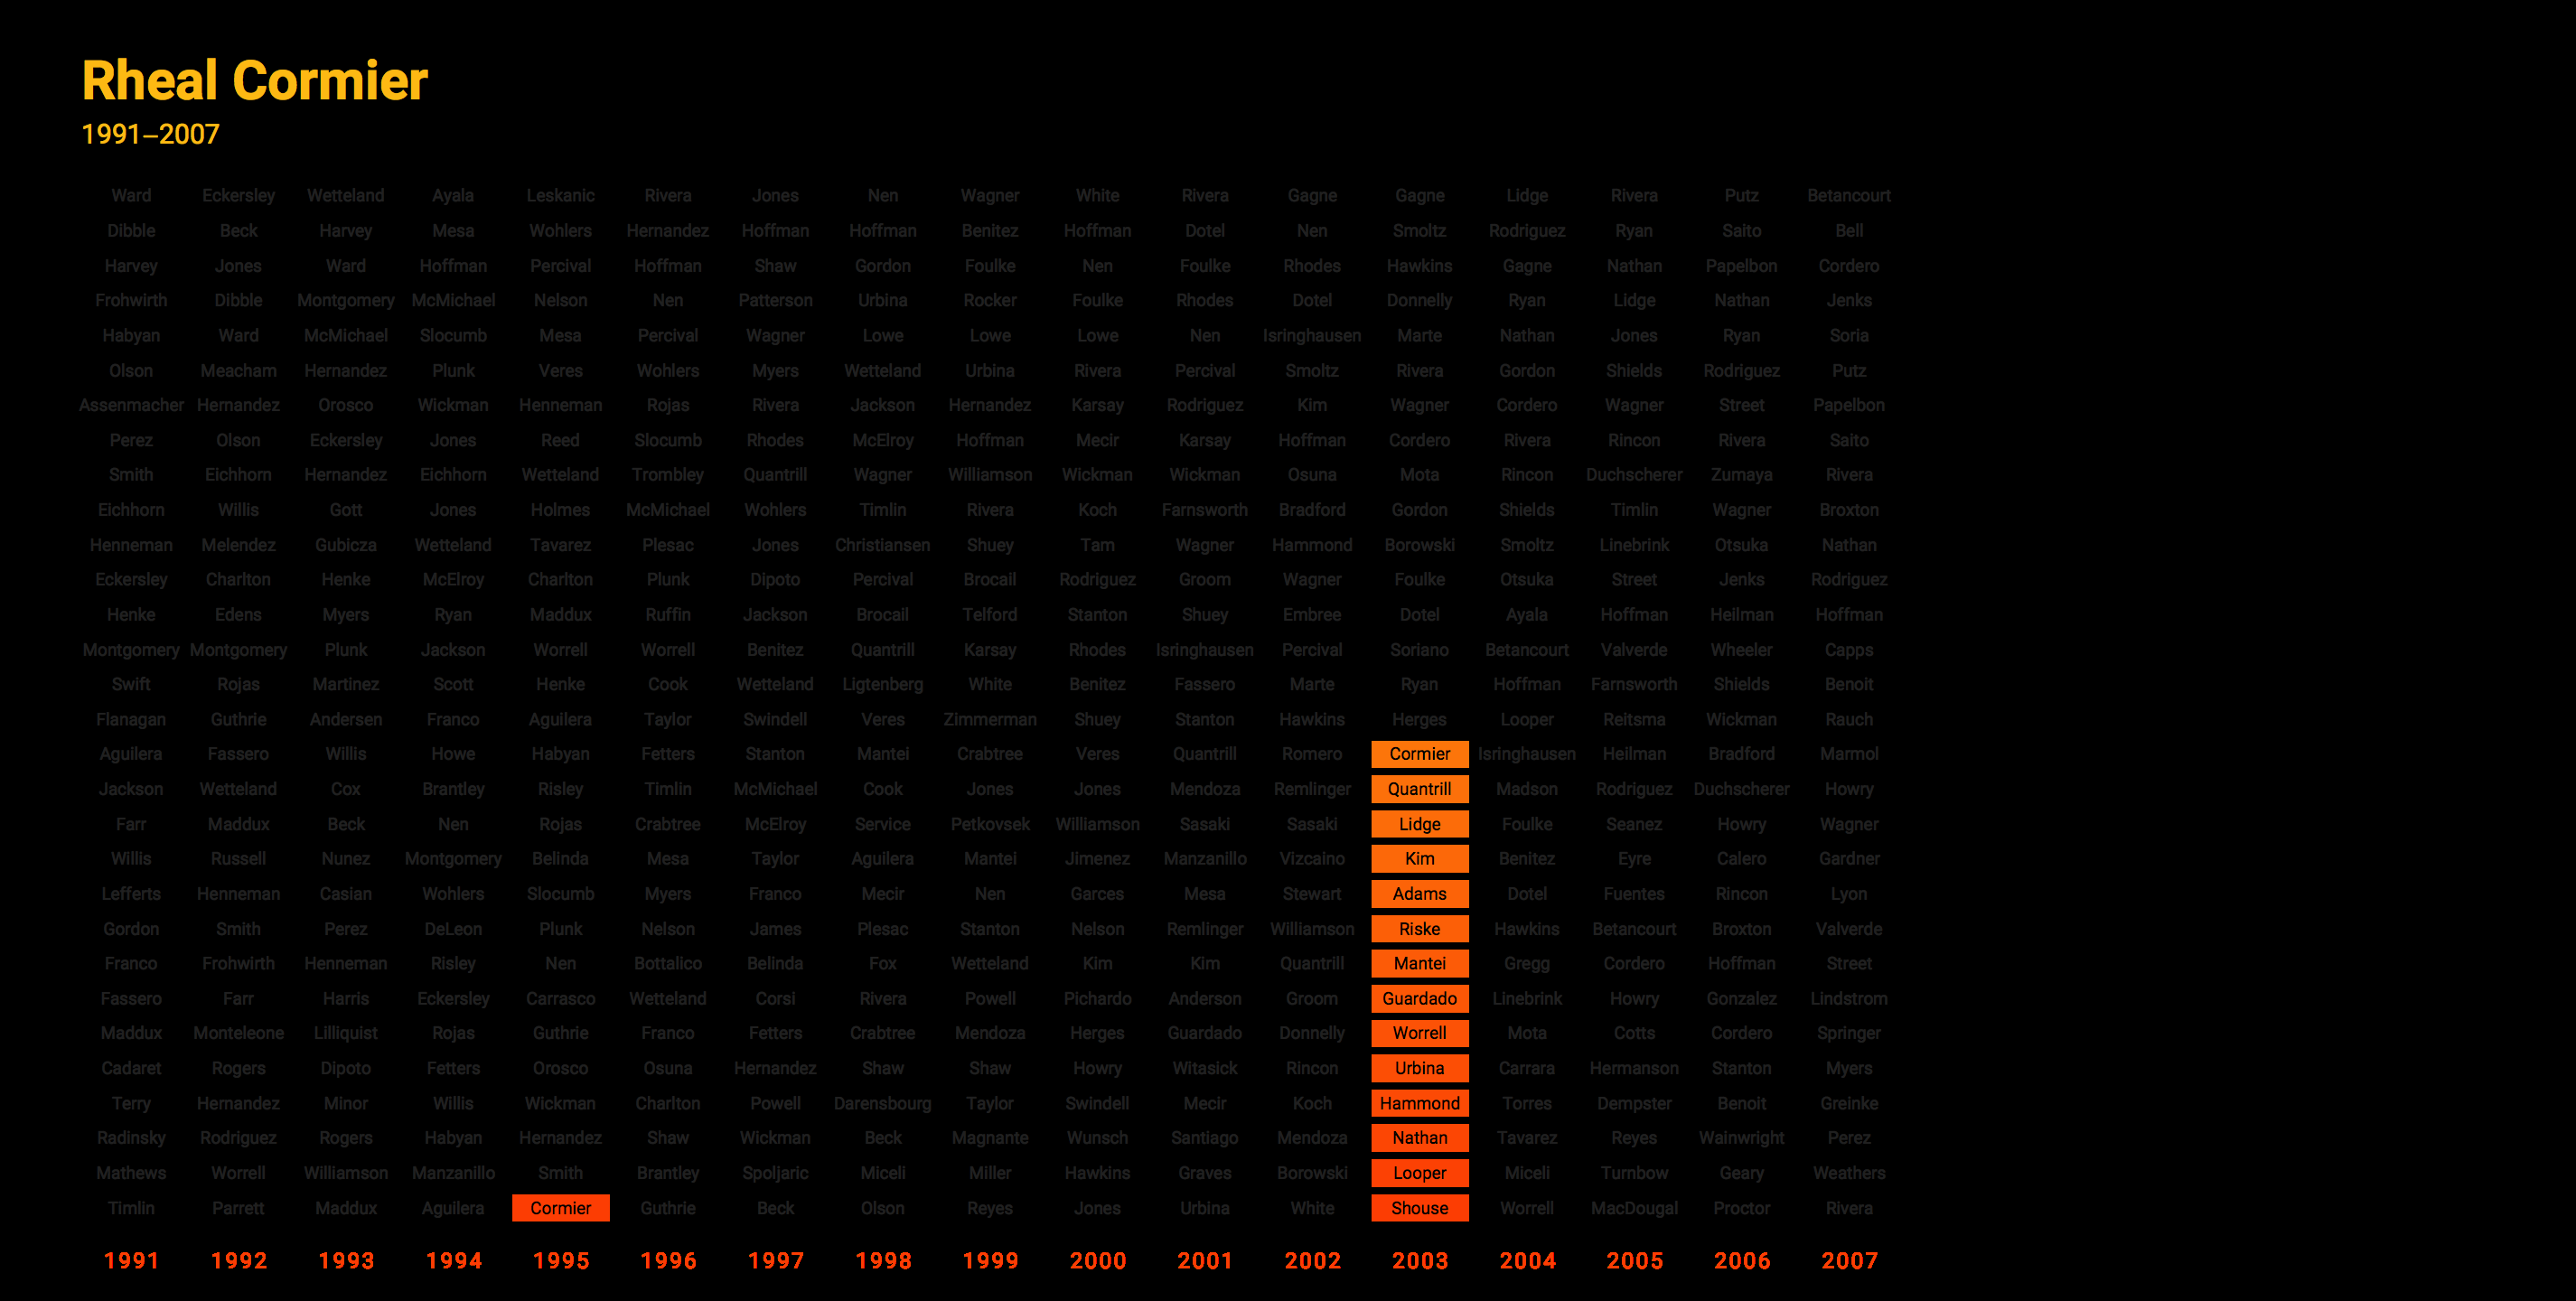 Rheal Cormier
1991–2007
Ward Eckersley Wetteland Ayala Leskanic Rivera Jones Nen Wagner White Rivera Gagne Gagne Lidge Rivera Putz Betancourt
Dibble Beck Harvey Mesa Wohlers Hernandez Hoffman Hoffman Benitez Hoffman Dotel Nen Smoltz Rodriguez Ryan Saito Bell
Harvey Jones Ward Hoffman Percival Hoffman Shaw Gordon Foulke Nen Foulke Rhodes Hawkins Gagne Nathan Papelbon Cordero
Frohwirth Dibble Montgomery McMichael Nelson Nen Patterson Urbina Rocker Foulke Rhodes Dotel Donnelly Ryan Lidge Nathan Jenks
Habyan Ward McMichael Slocumb Mesa Percival Wagner Lowe Lowe Lowe Nen Isringhausen Marte Nathan Jones Ryan Soria
Olson Meacham Hernandez Plunk Veres Wohlers Myers Wetteland Urbina Rivera Percival Smoltz Rivera Gordon Shields Rodriguez Putz
Assenmacher Hernandez Orosco Wickman Henneman Rojas Rivera Jackson Hernandez Karsay Rodriguez Kim Wagner Cordero Wagner Street Papelbon
Perez Olson Eckersley Jones Reed Slocumb Rhodes McElroy Hoffman Mecir Karsay Hoffman Cordero Rivera Rincon Rivera Saito
Smith Eichhorn Hernandez Eichhorn Wetteland Trombley Quantrill Wagner Williamson Wickman Wickman Osuna Mota Rincon Duchscherer Zumaya Rivera
Eichhorn Willis Gott Jones Holmes McMichael Wohlers Timlin Rivera Koch Farnsworth Bradford Gordon Shields Timlin Wagner Broxton
Henneman Melendez Gubicza Wetteland Tavarez Plesac Jones Christiansen Shuey Tam Wagner Hammond Borowski Smoltz Linebrink Otsuka Nathan
Eckersley Charlton Henke McElroy Charlton Plunk Dipoto Percival Brocail Rodriguez Groom Wagner Foulke Otsuka Street Jenks Rodriguez
Henke Edens Myers Ryan Maddux Ruffin Jackson Brocail Telford Stanton Shuey Embree Dotel Ayala Hoffman Heilman Hoffman
Montgomery Montgomery Plunk Jackson Worrell Worrell Benitez Quantrill Karsay Rhodes Isringhausen Percival Soriano Betancourt Valverde Wheeler Capps
Swift Rojas Martinez Scott Henke Cook Wetteland Ligtenberg White Benitez Fassero Marte Ryan Hoffman Farnsworth Shields Benoit
Flanagan Guthrie Andersen Franco Aguilera Taylor Swindell Veres Zimmerman Shuey Stanton Hawkins Herges Looper Reitsma Wickman Rauch
Aguilera Fassero Willis Howe Habyan Fetters Stanton Mantei Crabtree Veres Quantrill Romero Cormier Isringhausen Heilman Bradford Marmol
Jackson Wetteland Cox Brantley Risley Timlin McMichael Cook Jones Jones Mendoza Remlinger Quantrill Madson Rodriguez Duchscherer Howry
Farr Maddux Beck Nen Rojas Crabtree McElroy Service Petkovsek Williamson Sasaki Sasaki Lidge Foulke Seanez Howry Wagner
Willis Russell Nunez Montgomery Belinda Mesa Taylor Aguilera Mantei Jimenez Manzanillo Vizcaino Kim Benitez Eyre Calero Gardner
Lefferts Henneman Casian Wohlers Slocumb Myers Franco Mecir Nen Garces Mesa Stewart Adams Dotel Fuentes Rincon Lyon
Gordon Smith Perez DeLeon Plunk Nelson James Plesac Stanton Nelson Remlinger Williamson Riske Hawkins Betancourt Broxton Valverde
Franco Frohwirth Henneman Risley Nen Bottalico Belinda Fox Wetteland Kim Kim Quantrill Mantei Gregg Cordero Hoffman Street
Fassero Farr Harris Eckersley Carrasco Wetteland Corsi Rivera Powell Pichardo Anderson Groom Guardado Linebrink Howry Gonzalez Lindstrom
Maddux Monteleone Lilliquist Rojas Guthrie Franco Fetters Crabtree Mendoza Herges Guardado Donnelly Worrell Mota Cotts Cordero Springer
Cadaret Rogers Dipoto Fetters Orosco Osuna Hernandez Shaw Shaw Howry Witasick Rincon Urbina Carrara Hermanson Stanton Myers
Terry Hernandez Minor Willis Wickman Charlton Powell Darensbourg Taylor Swindell Mecir Koch Hammond Torres Dempster Benoit Greinke
Radinsky Rodriguez Rogers Habyan Hernandez Shaw Wickman Beck Magnante Wunsch Santiago Mendoza Nathan Tavarez Reyes Wainwright Perez
Mathews Worrell Williamson Manzanillo Smith Brantley Spoljaric Miceli Miller Hawkins Graves Borowski Looper Miceli Turnbow Geary Weathers
Timlin Parrett Maddux Aguilera Cormier Guthrie Beck Olson Reyes Jones Urbina White Shouse Worrell MacDougal Proctor Rivera
1991 1992 1993 1994 1995 1996 1997 1998 1999 2000 2001 2002 2003 2004 2005 2006 2007